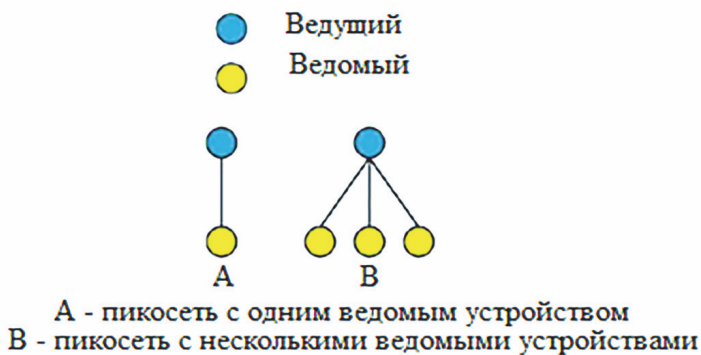 Ведущий
Ведомый
А
В
А - пикосеть с одним ведомым устройством
В - пикосеть с несколькими ведомыми устройствами